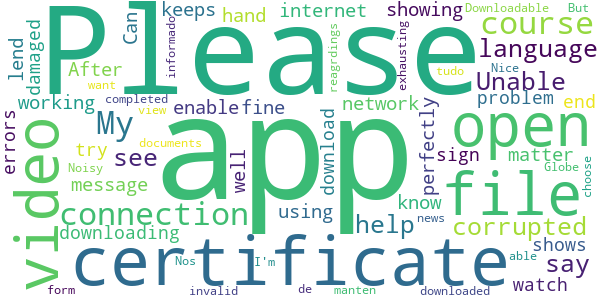 Please
Downloadable But
Can informado keeps internet showing
lend damaged hand course
After language
reagrdings exhausting
tudo Nice Unable
want
working completed enable fine network problem end
view
My open
errors video app download perfectly
documents try see well sign matter
Noisy Globe choose
message file
connection using know
help news corrupted
downloading shows
certificate say
Nos I'm able
watch
form invalid de manten downloaded